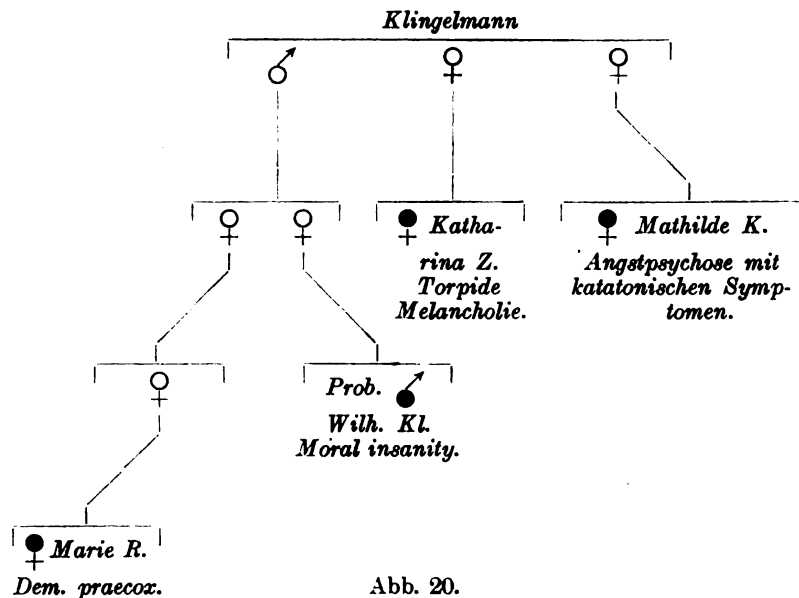 Klingelmann
Katha-
rina Z.
Torpide
Melancholie.
Mathilde K.
Angstpsychose mit
katatonischen Symp-
tomen.
Prob.
Wilh. Kl.
Moral insanity.
Marie R.
Dem. praecox.
Abb. 20.